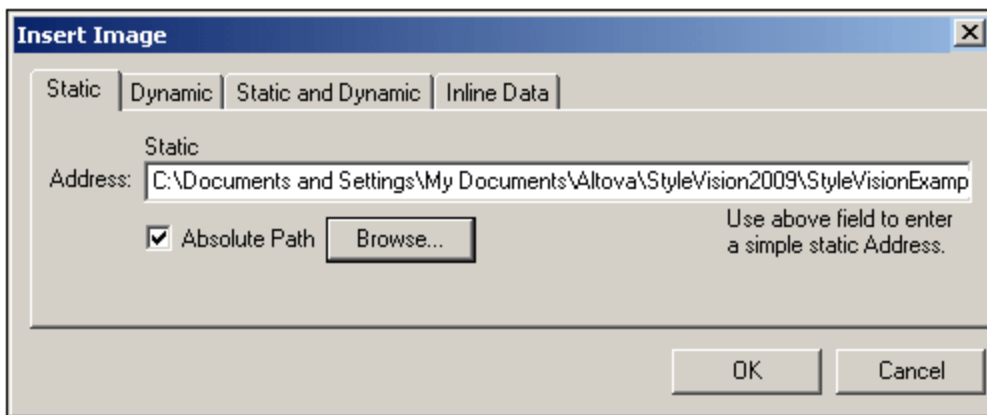 Insert Image
Static Dynamic Static and Dynamic Inline Data
Static
Address: C:\Documents and Settings\My Documents\Altova\StyleVision2009\StyleVisionExamp
Absolute Path Browse...
Use above field to enter
a simple static Address.
OK Cancel